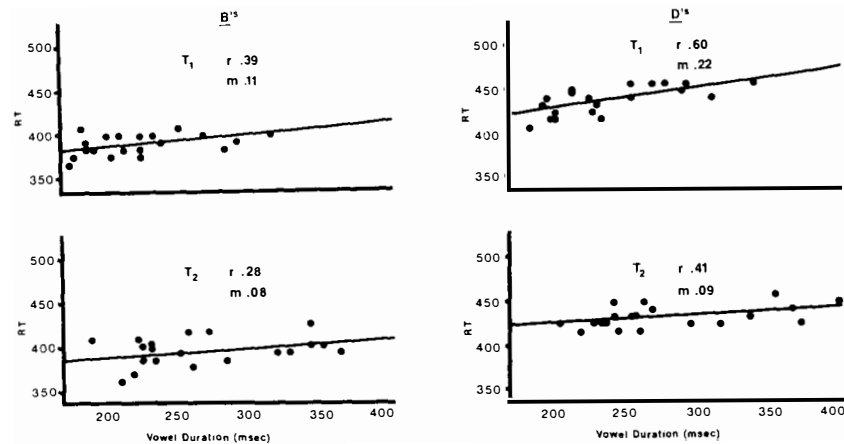 B's
500
450
400
350
RT
T1 r .39
m .11
D's
500
450
400
350
RT
T1 r .60
m .22
500
450
400
350
RT
T2 r .28
m .08
200 250 300 350 400
Vowel Duration (msec)
500
450
400
350
RT
T2 r .41
m .09
200 250 300 350 400
Vowel Duration (msec)